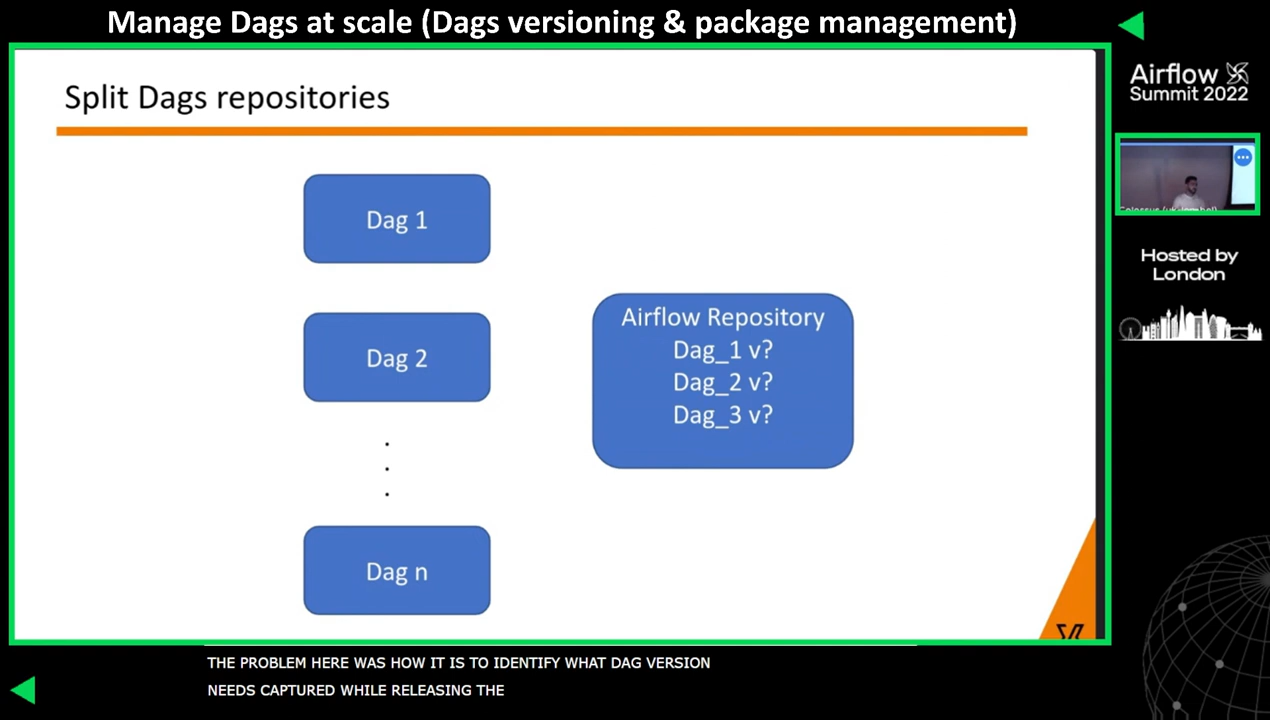 Manage Dags at scale (Dags versioning & package management)
Split Dags repositories
Dag 1
Dag 2
.
.
.
Dag n
Airflow Repository
Dag_1 v?
Dag_2 v?
Dag_3 v?
Airflow
Summit 2022
Hosted by
London
THE PROBLEM HERE WAS HOW IT IS TO IDENTIFY WHAT DAG VERSION
NEEDS CAPTURED WHILE RELEASING THE